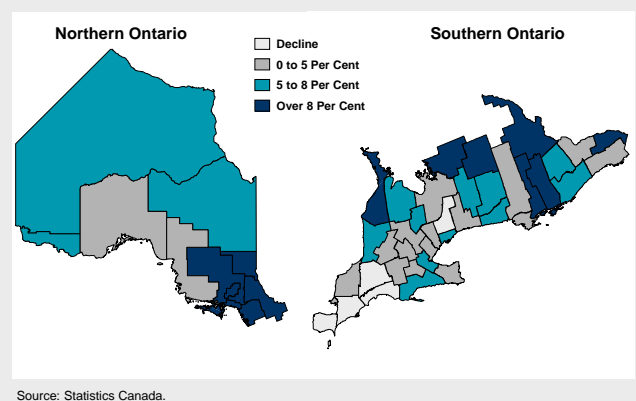 Northern Ontario
Southern Ontario
Decline
0 to 5 Per Cent
5 to 8 Per Cent
Over 8 Per Cent
Source: Statistics Canada.